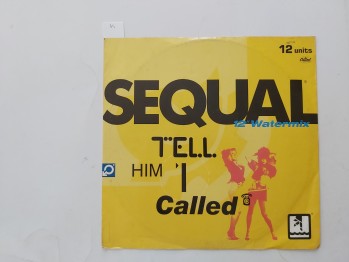 12 units
SEQUAL
12 Watermix
TELL
HIM I
Called